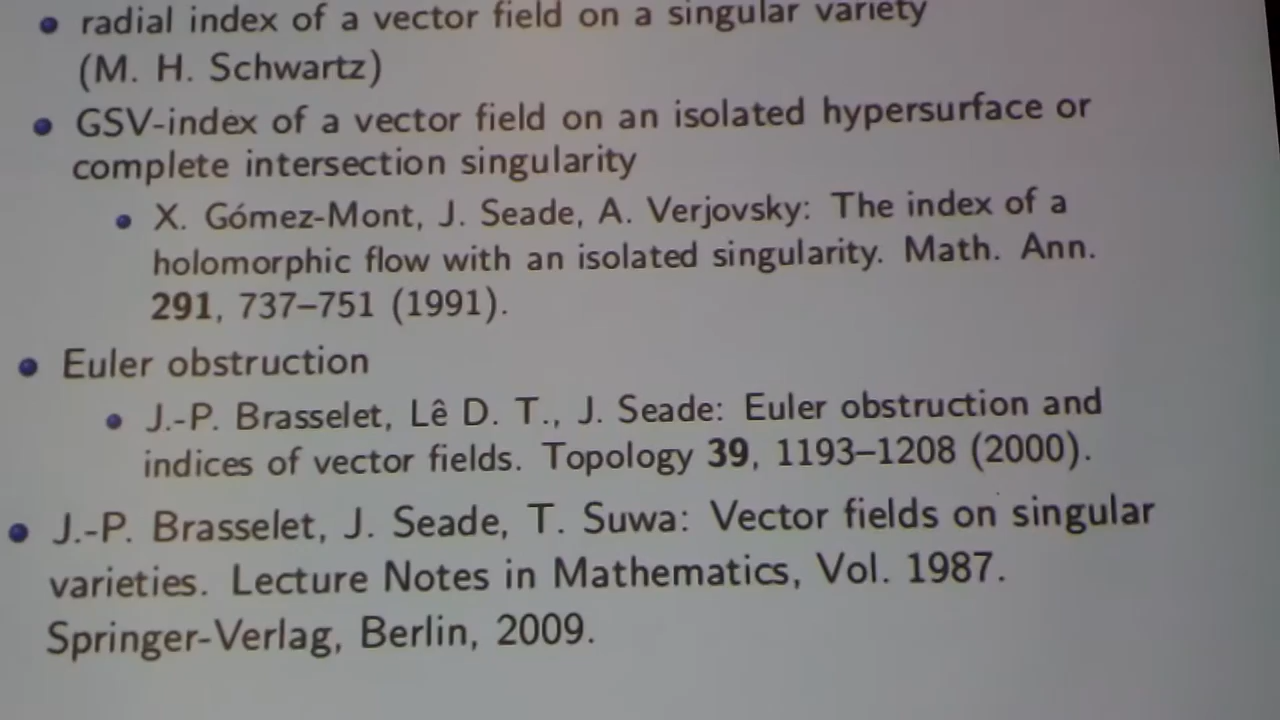 radial index of a vector field on a singular variety
(M. H. Schwartz)
GSV-index of a vector field on an isolated hypersurface or
complete intersection singularity
X. Gómez-Mont, J. Seade, A. Verjovsky: The index of a
holomorphic flow with an isolated singularity. Math. Ann.
291, 737–751 (1991).
Euler obstruction
J.-P. Brasselet, Lê D. T., J. Seade: Euler obstruction and
indices of vector fields. Topology 39, 1193–1208 (2000).
J.-P. Brasselet, J. Seade, T. Suwa: Vector fields on singular
varieties. Lecture Notes in Mathematics, Vol. 1987.
Springer-Verlag, Berlin, 2009.